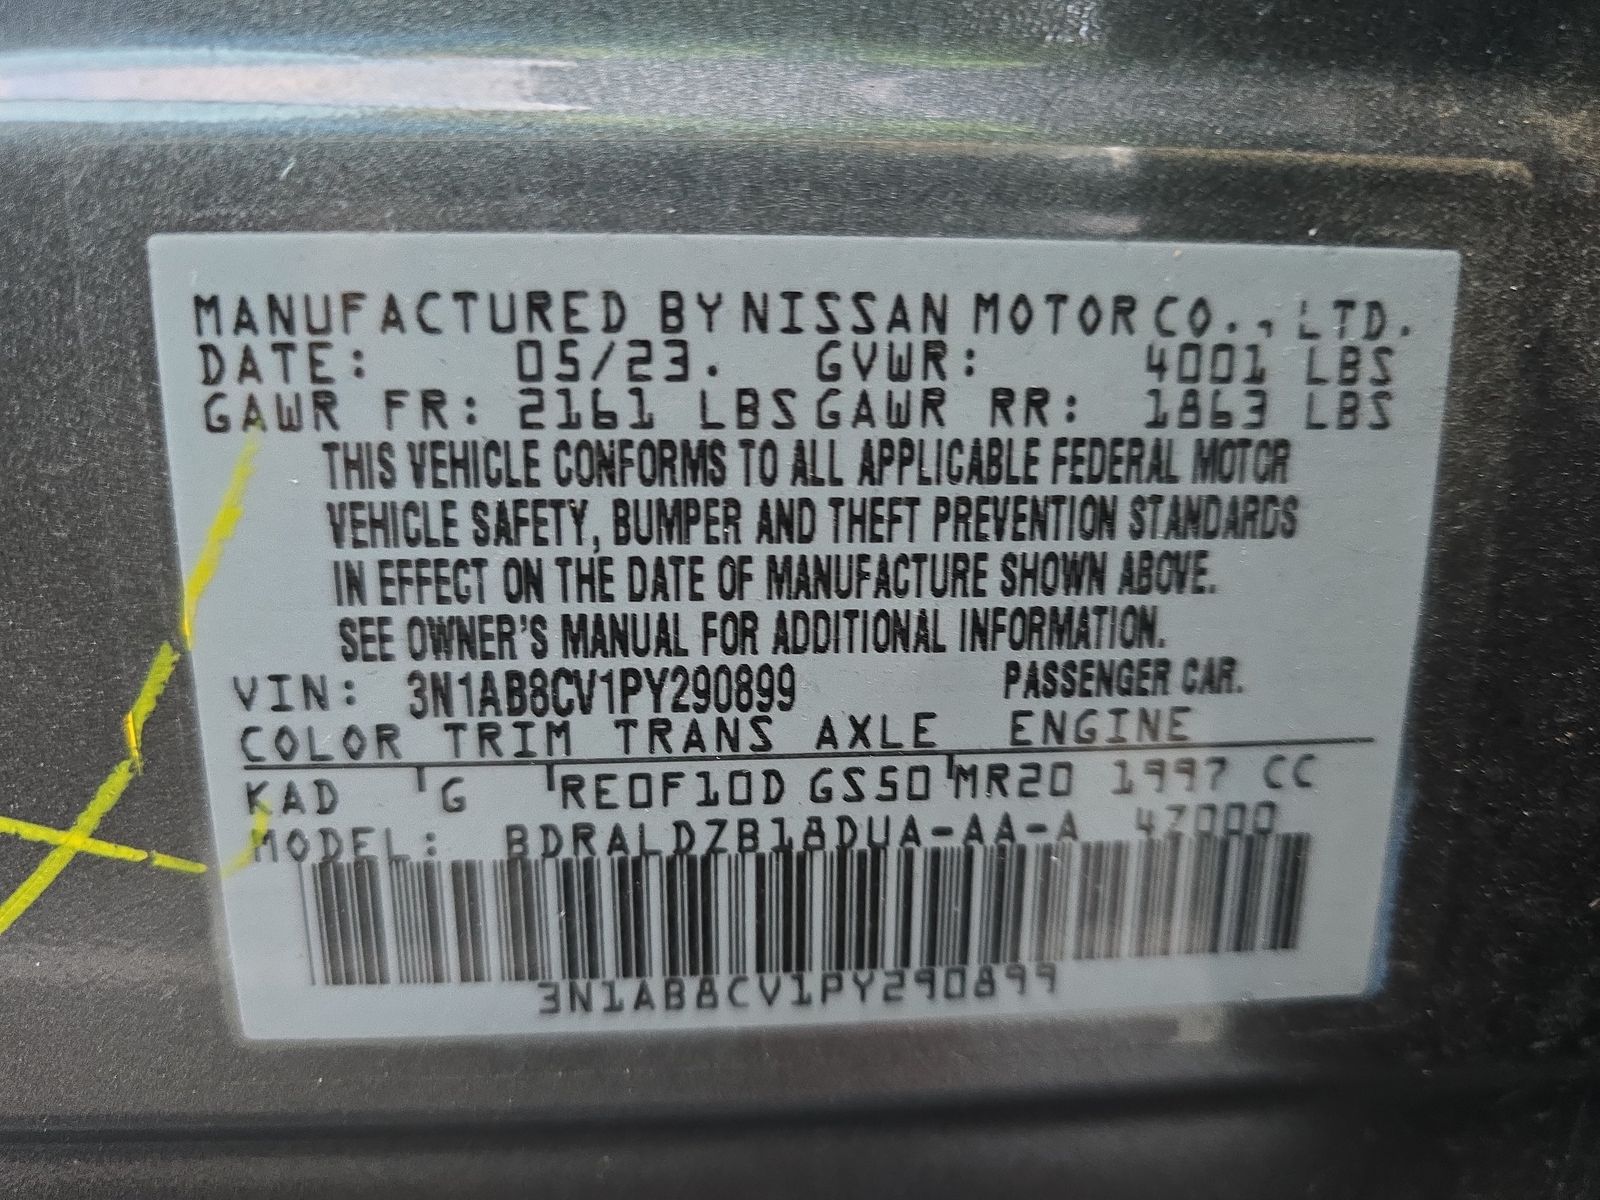 MANUFACTURED BY NISSAN MOTOR CO., LTD.
DATE: 05/23. GVWR: 4001 LBS
GAWR FR: 2161 LBS GAWR RR: 1863 LBS
THIS VEHICLE CONFORMS TO ALL APPLICABLE FEDERAL MOTOR
VEHICLE SAFETY, BUMPER AND THEFT PREVENTION STANDARDS
IN EFFECT ON THE DATE OF MANUFACTURE SHOWN ABOVE.
SEE OWNER'S MANUAL FOR ADDITIONAL INFORMATION.
VIN: 3N1AB8CV1PY290899 PASSENGER CAR.
COLOR TRIM TRANS AXLE ENGINE
KAD G RE0F10D GS50 MR20 1997 CC
MODEL: BDRALDZB18DUA-AA-A 4Z000
3N1AB8CV1PY290899